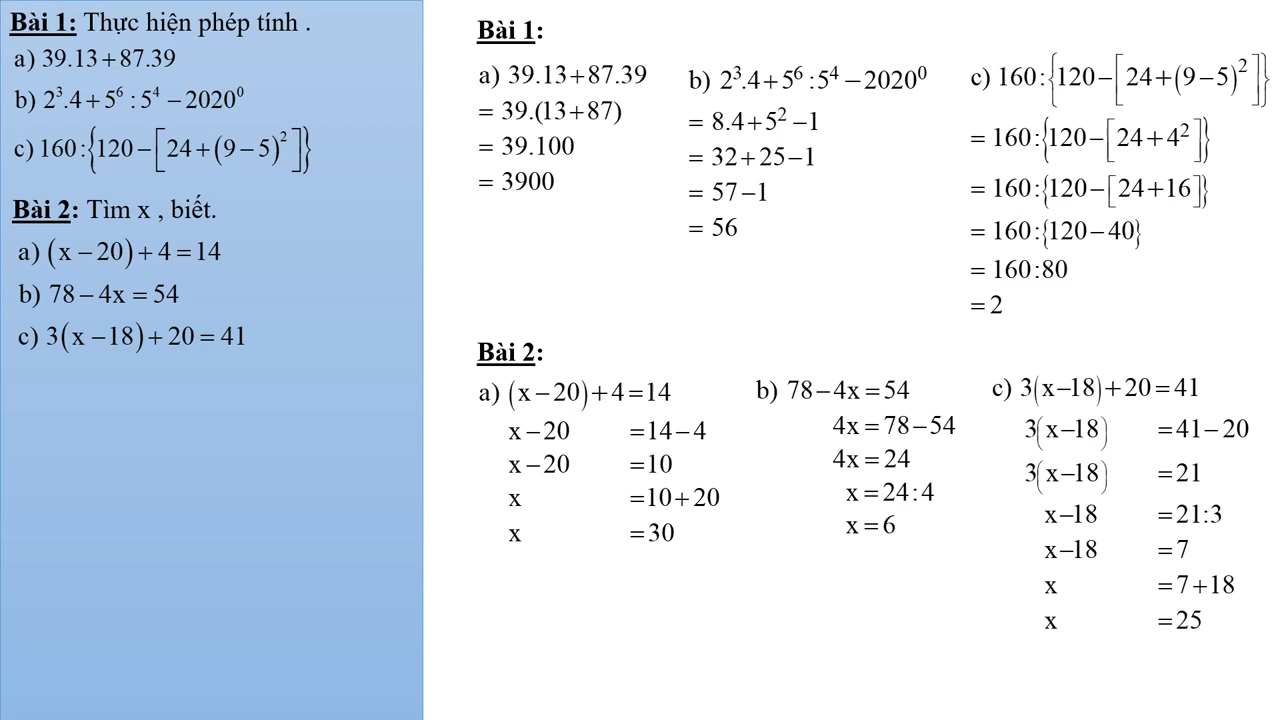 Bài 1: Thực hiện phép tính .
a) 39.13+87.39
b) 2³.4+5⁶:5⁴−2020⁰
c) 160:{120−[24+(9−5)²]}
Bài 2: Tìm x , biết.
a) (x−20)+4=14
b) 78−4x=54
c) 3(x−18)+20=41
Bài 1:
a) 39.13+87.39
= 39.(13+87)
= 39.100
= 3900
b) 2³.4+5⁶:5⁴−2020⁰
= 8.4+5²−1
= 32+25−1
= 57−1
= 56
c) 160:{120−[24+(9−5)²]}
= 160:{120−[24+4²]}
= 160:{120−[24+16]}
= 160:{120−40}
= 160:80
= 2
Bài 2:
a) (x−20)+4=14
x−20 =14−4
x−20 =10
x =10+20
x =30
b) 78−4x=54
4x=78−54
4x=24
x=24:4
x=6
c) 3(x−18)+20=41
3(x−18) =41−20
3(x−18) =21
x−18 =21:3
x−18 =7
x =7+18
x =25